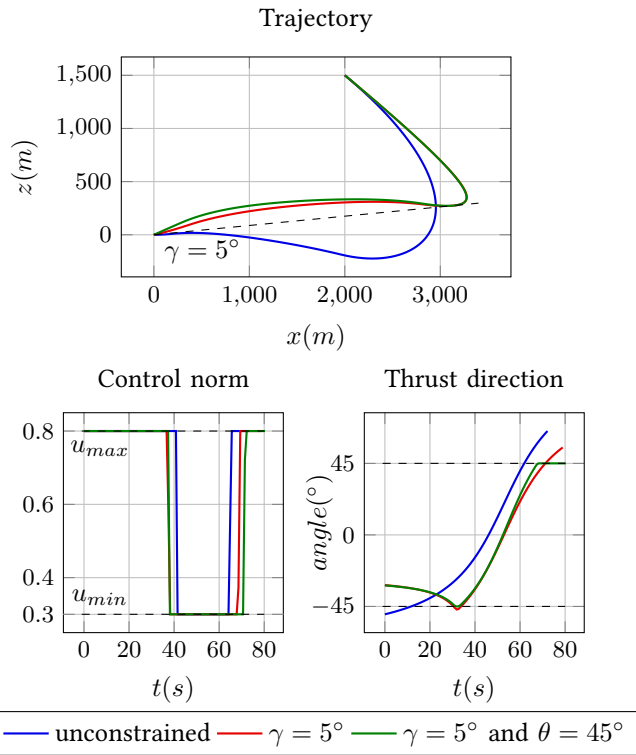 Trajectory
1,500
1,000
500
0
z(m)
γ = 5°
0 1,000 2,000 3,000
x(m)
Control norm
0.8
0.6
0.4
0.3
u_max
u_min
0 20 40 60 80
t(s)
Thrust direction
45
0
−45
angle(°)
0 20 40 60 80
t(s)
unconstrained γ = 5° γ = 5° and θ = 45°